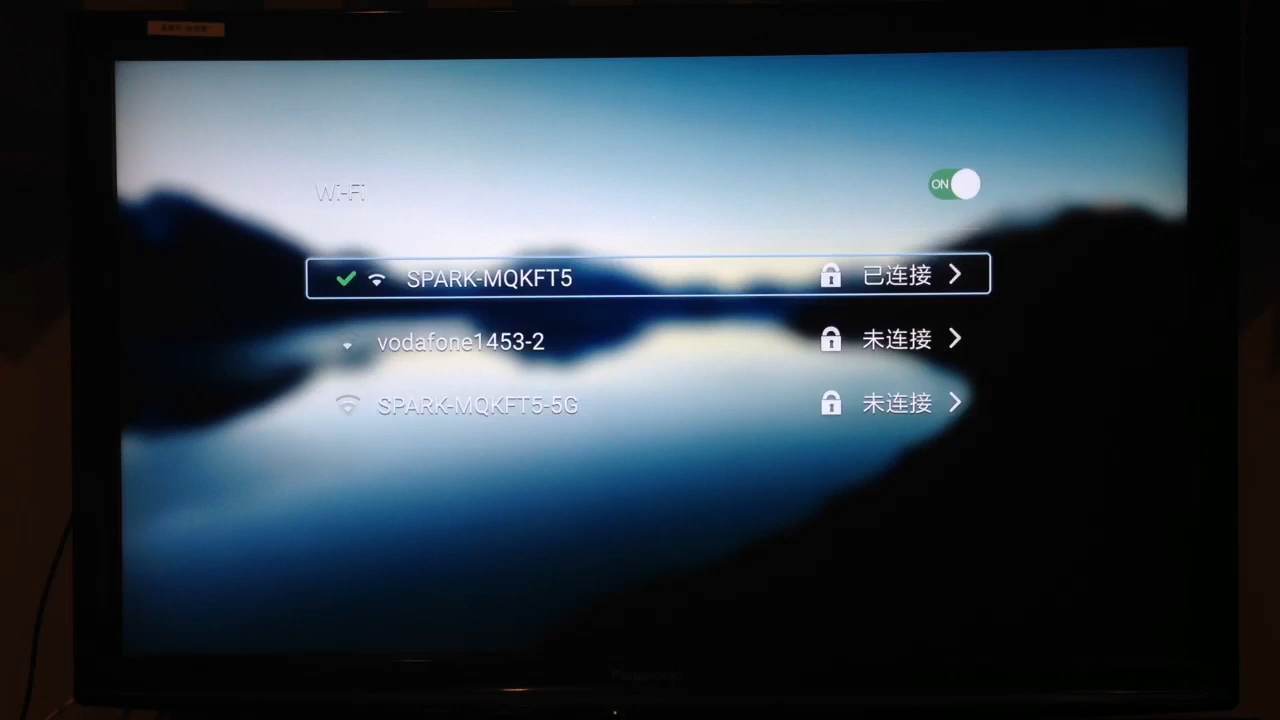 Wi-Fi
ON
SPARK-MQKFT5 已连接
vodafone1453-2 未连接
SPARK-MQKFT5-5G 未连接
Panasonic